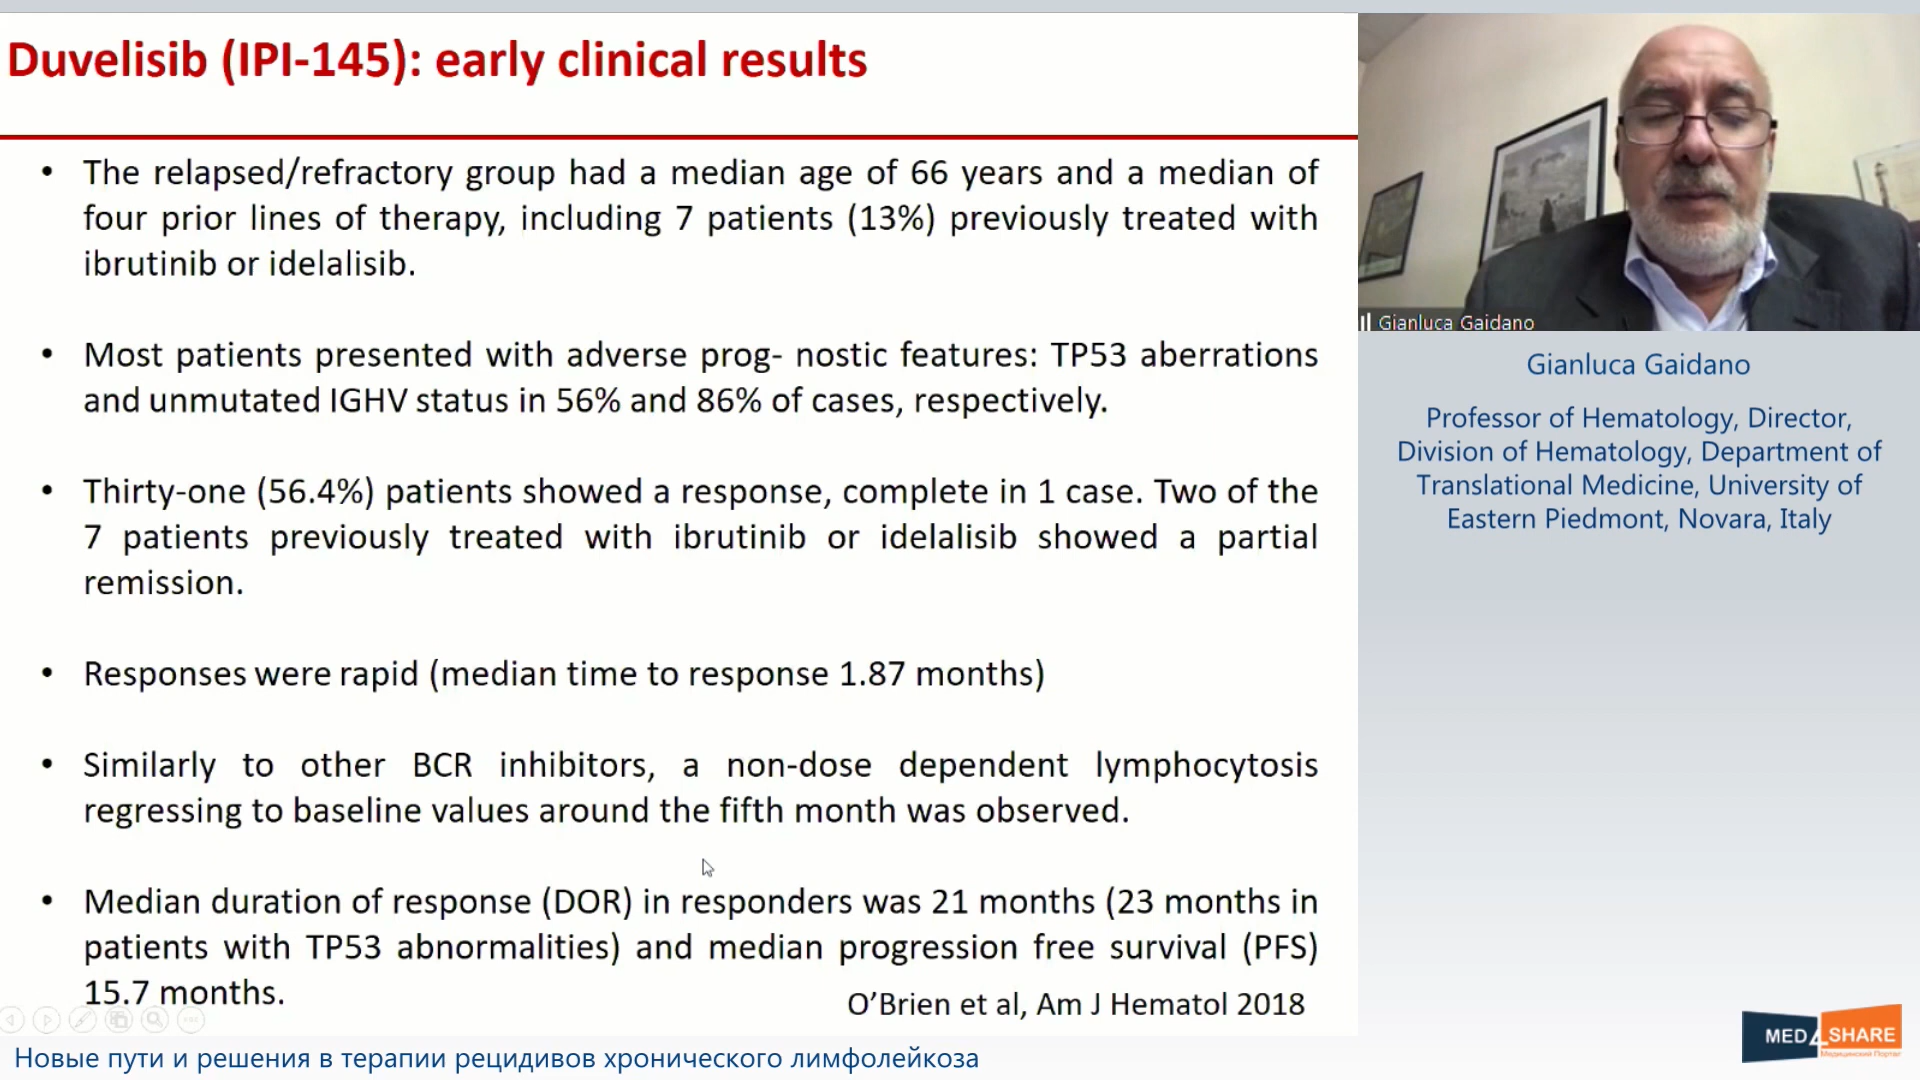 Duvelisib (IPI-145): early clinical results
• The relapsed/refractory group had a median age of 66 years and a median of
four prior lines of therapy, including 7 patients (13%) previously treated with
ibrutinib or idelalisib.
• Most patients presented with adverse prog- nostic features: TP53 aberrations
and unmutated IGHV status in 56% and 86% of cases, respectively.
• Thirty-one (56.4%) patients showed a response, complete in 1 case. Two of the
7 patients previously treated with ibrutinib or idelalisib showed a partial
remission.
• Responses were rapid (median time to response 1.87 months)
• Similarly to other BCR inhibitors, a non-dose dependent lymphocytosis
regressing to baseline values around the fifth month was observed.
• Median duration of response (DOR) in responders was 21 months (23 months in
patients with TP53 abnormalities) and median progression free survival (PFS)
15.7 months.
O'Brien et al, Am J Hematol 2018
Gianluca Gaidano
Gianluca Gaidano
Professor of Hematology, Director,
Division of Hematology, Department of
Translational Medicine, University of
Eastern Piedmont, Novara, Italy
MED4SHARE
Медицинский Портал
Новые пути и решения в терапии рецидивов хронического лимфолейкоза